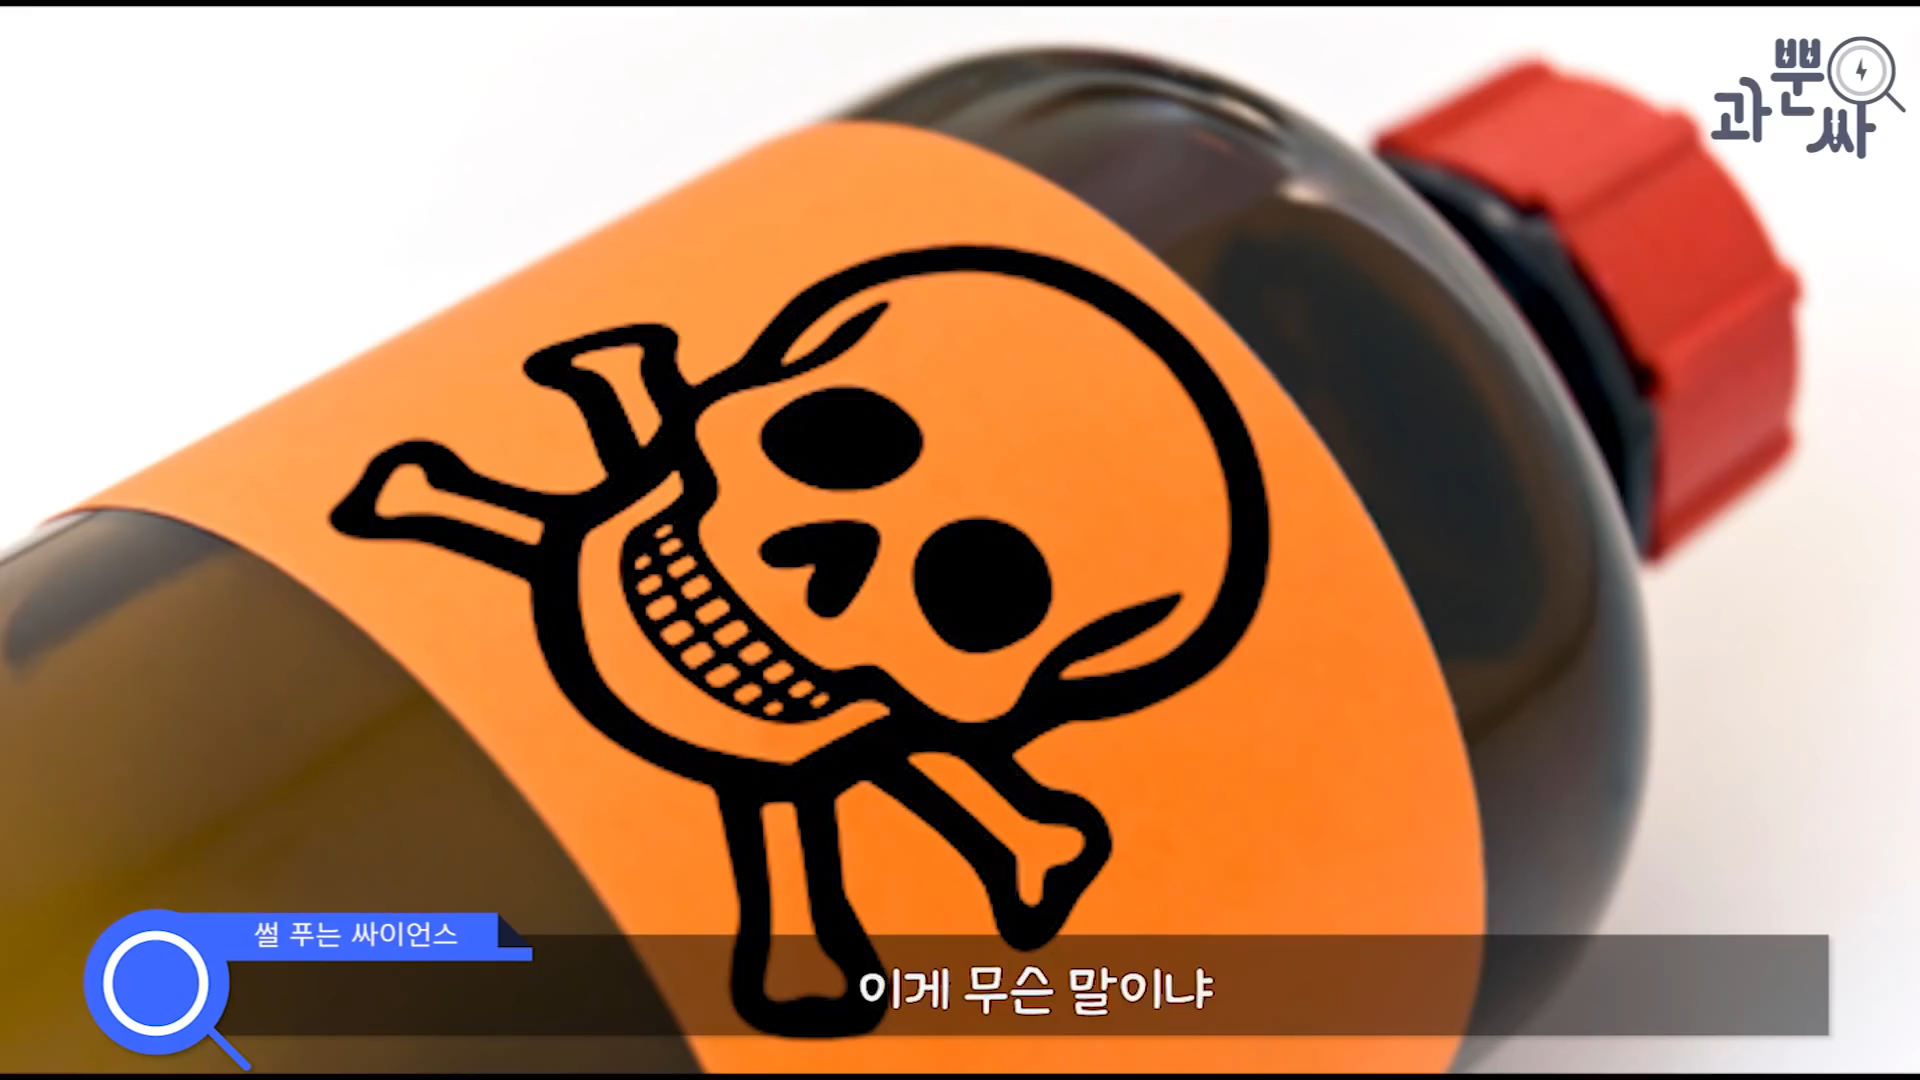 과뿐싸
썰 푸는 싸이언스
이게 무슨 말이냐